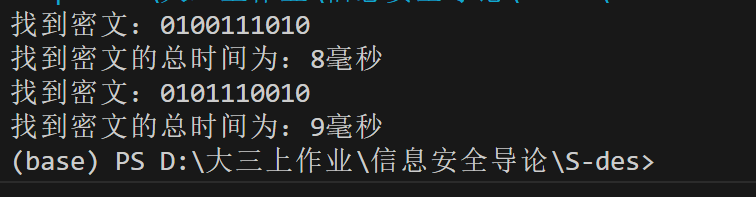 找到密文：0100111010
找到密文的总时间为：8毫秒
找到密文：0101110010
找到密文的总时间为：9毫秒
(base) PS D:\大三上作业\信息安全导论\S-des>